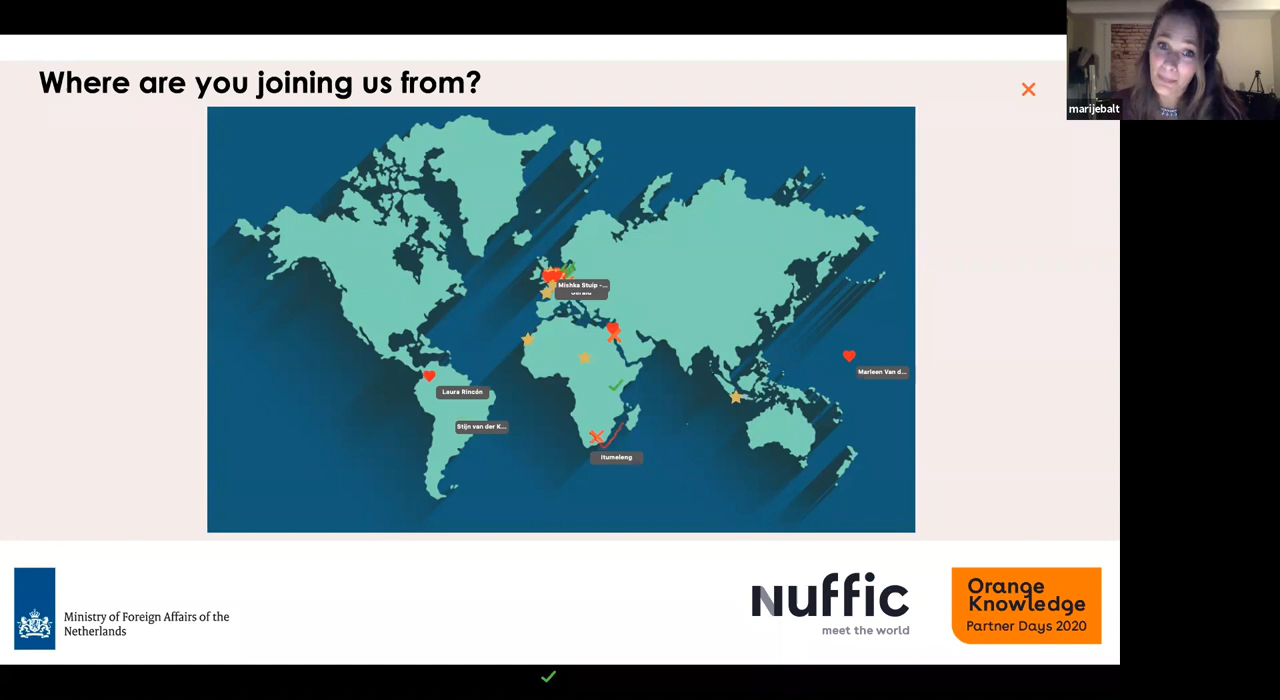 Where are you joining us from?
marijebalt
Mishka Stuip -...
Laura Rincón
Marleen Van d...
Stijn van der K...
Itumeleng
Ministry of Foreign Affairs of the
Netherlands
nuffic
meet the world
Orange
Knowledge
Partner Days 2020